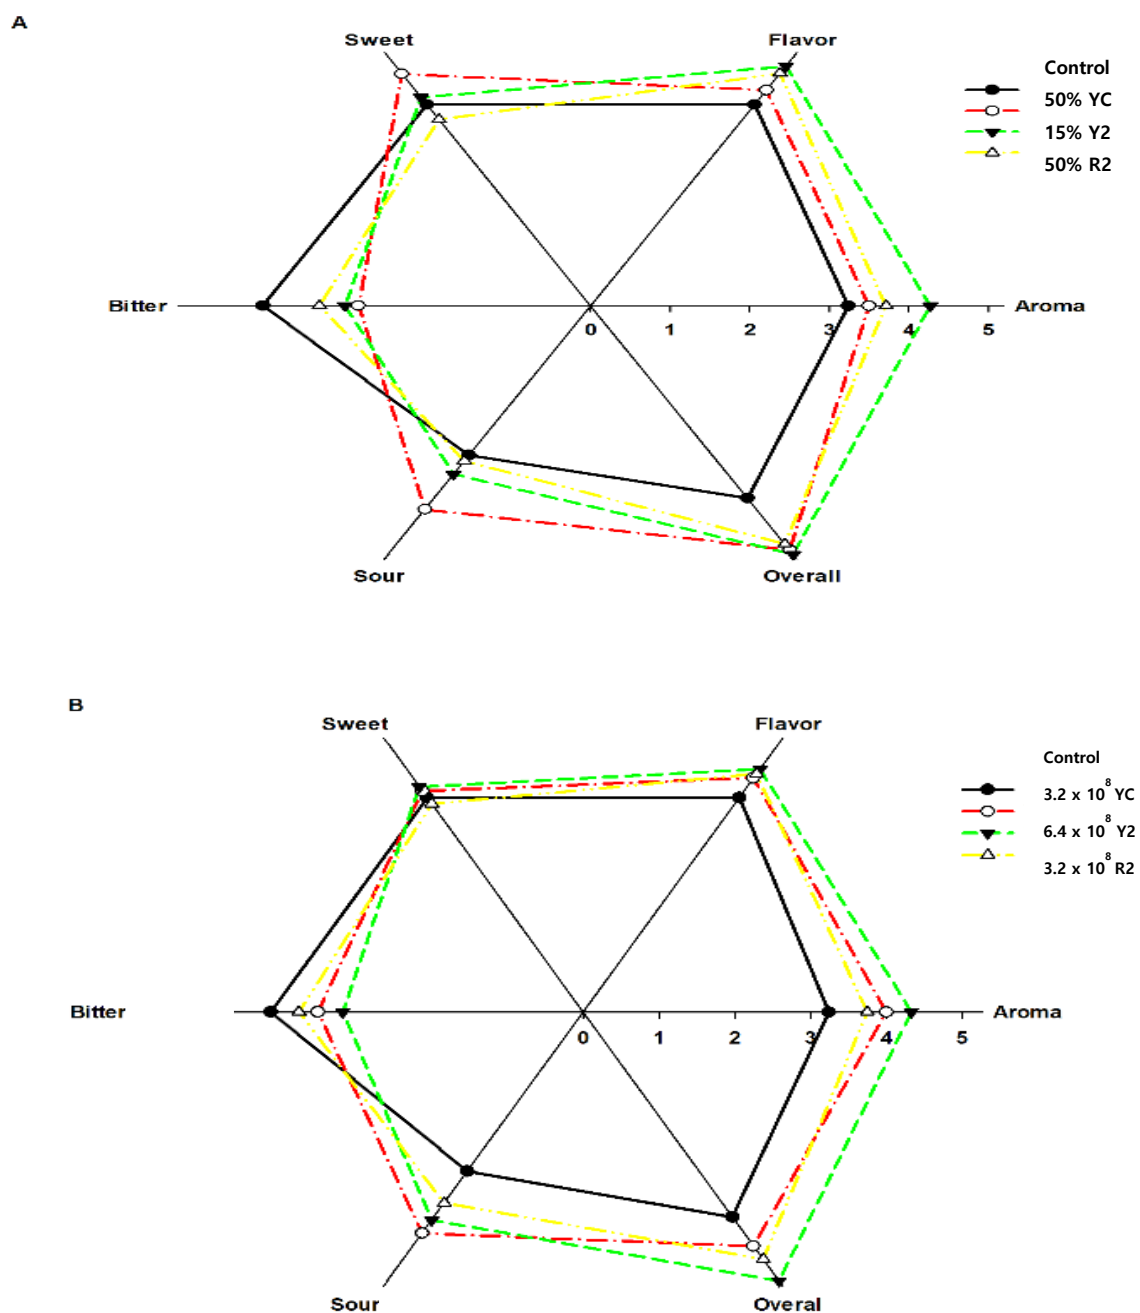 A
Sweet
Flavor
Control
50% YC
15% Y2
50% R2
Bitter
0 1 2 3 4 5
Aroma
Sour
Overall
B
Sweet
Flavor
Control
3.2 x 10⁸ YC
6.4 x 10⁸ Y2
3.2 x 10⁸ R2
Bitter
0 1 2 3 4 5
Aroma
Sour
Overal